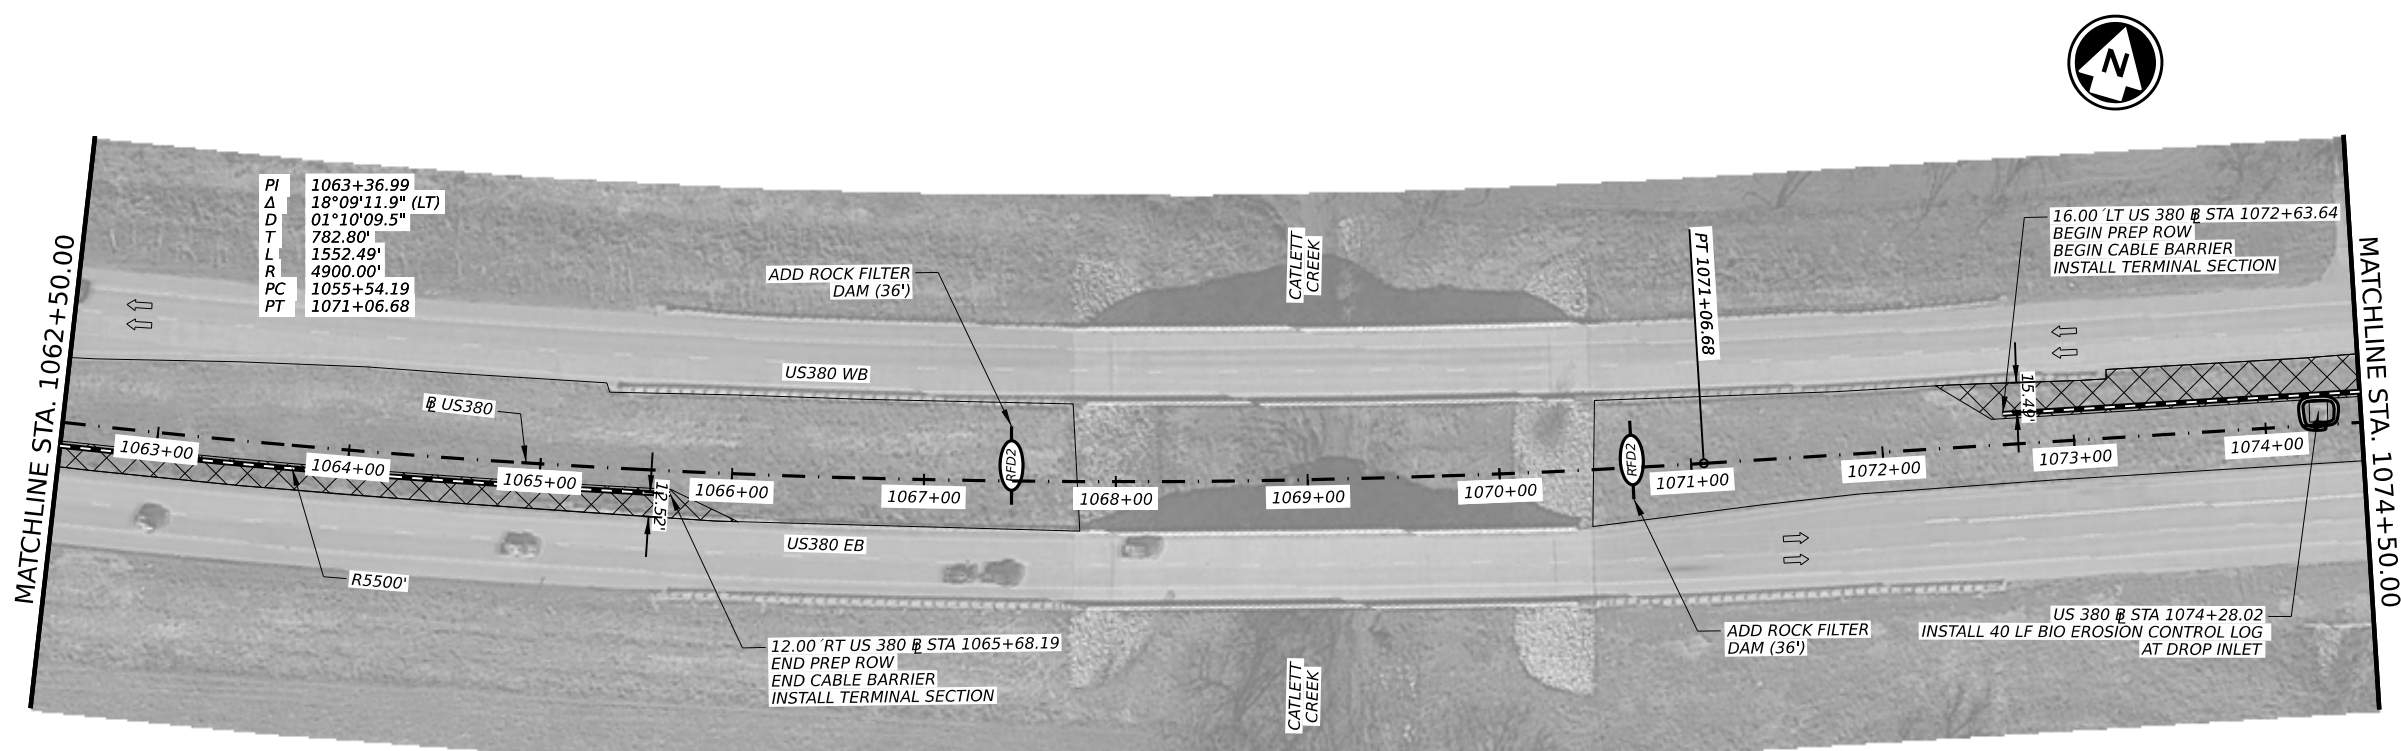 N
MATCHLINE STA. 1062+50.00
PI 1063+36.99
Δ 18°09'11.9" (LT)
D 01°10'09.5"
T 782.80'
L 1552.49'
R 4900.00'
PC 1055+54.19
PT 1071+06.68
ADD ROCK FILTER
DAM (36')
CATLETT
CREEK
PT 1071+06.68
16.00´LT US 380 ⅊ STA 1072+63.64
BEGIN PREP ROW
BEGIN CABLE BARRIER
INSTALL TERMINAL SECTION
MATCHLINE STA. 1074+50.00
US380 WB
⅊ US380
15.49'
RFD2
RFD2
1063+00
1064+00
1065+00
1066+00
1067+00
1068+00
1069+00
1070+00
1071+00
1072+00
1073+00
1074+00
12.52'
US380 EB
R5500'
12.00´RT US 380 ⅊ STA 1065+68.19
END PREP ROW
END CABLE BARRIER
INSTALL TERMINAL SECTION
CATLETT
CREEK
ADD ROCK FILTER
DAM (36')
US 380 ⅊ STA 1074+28.02
INSTALL 40 LF BIO EROSION CONTROL LOG
AT DROP INLET